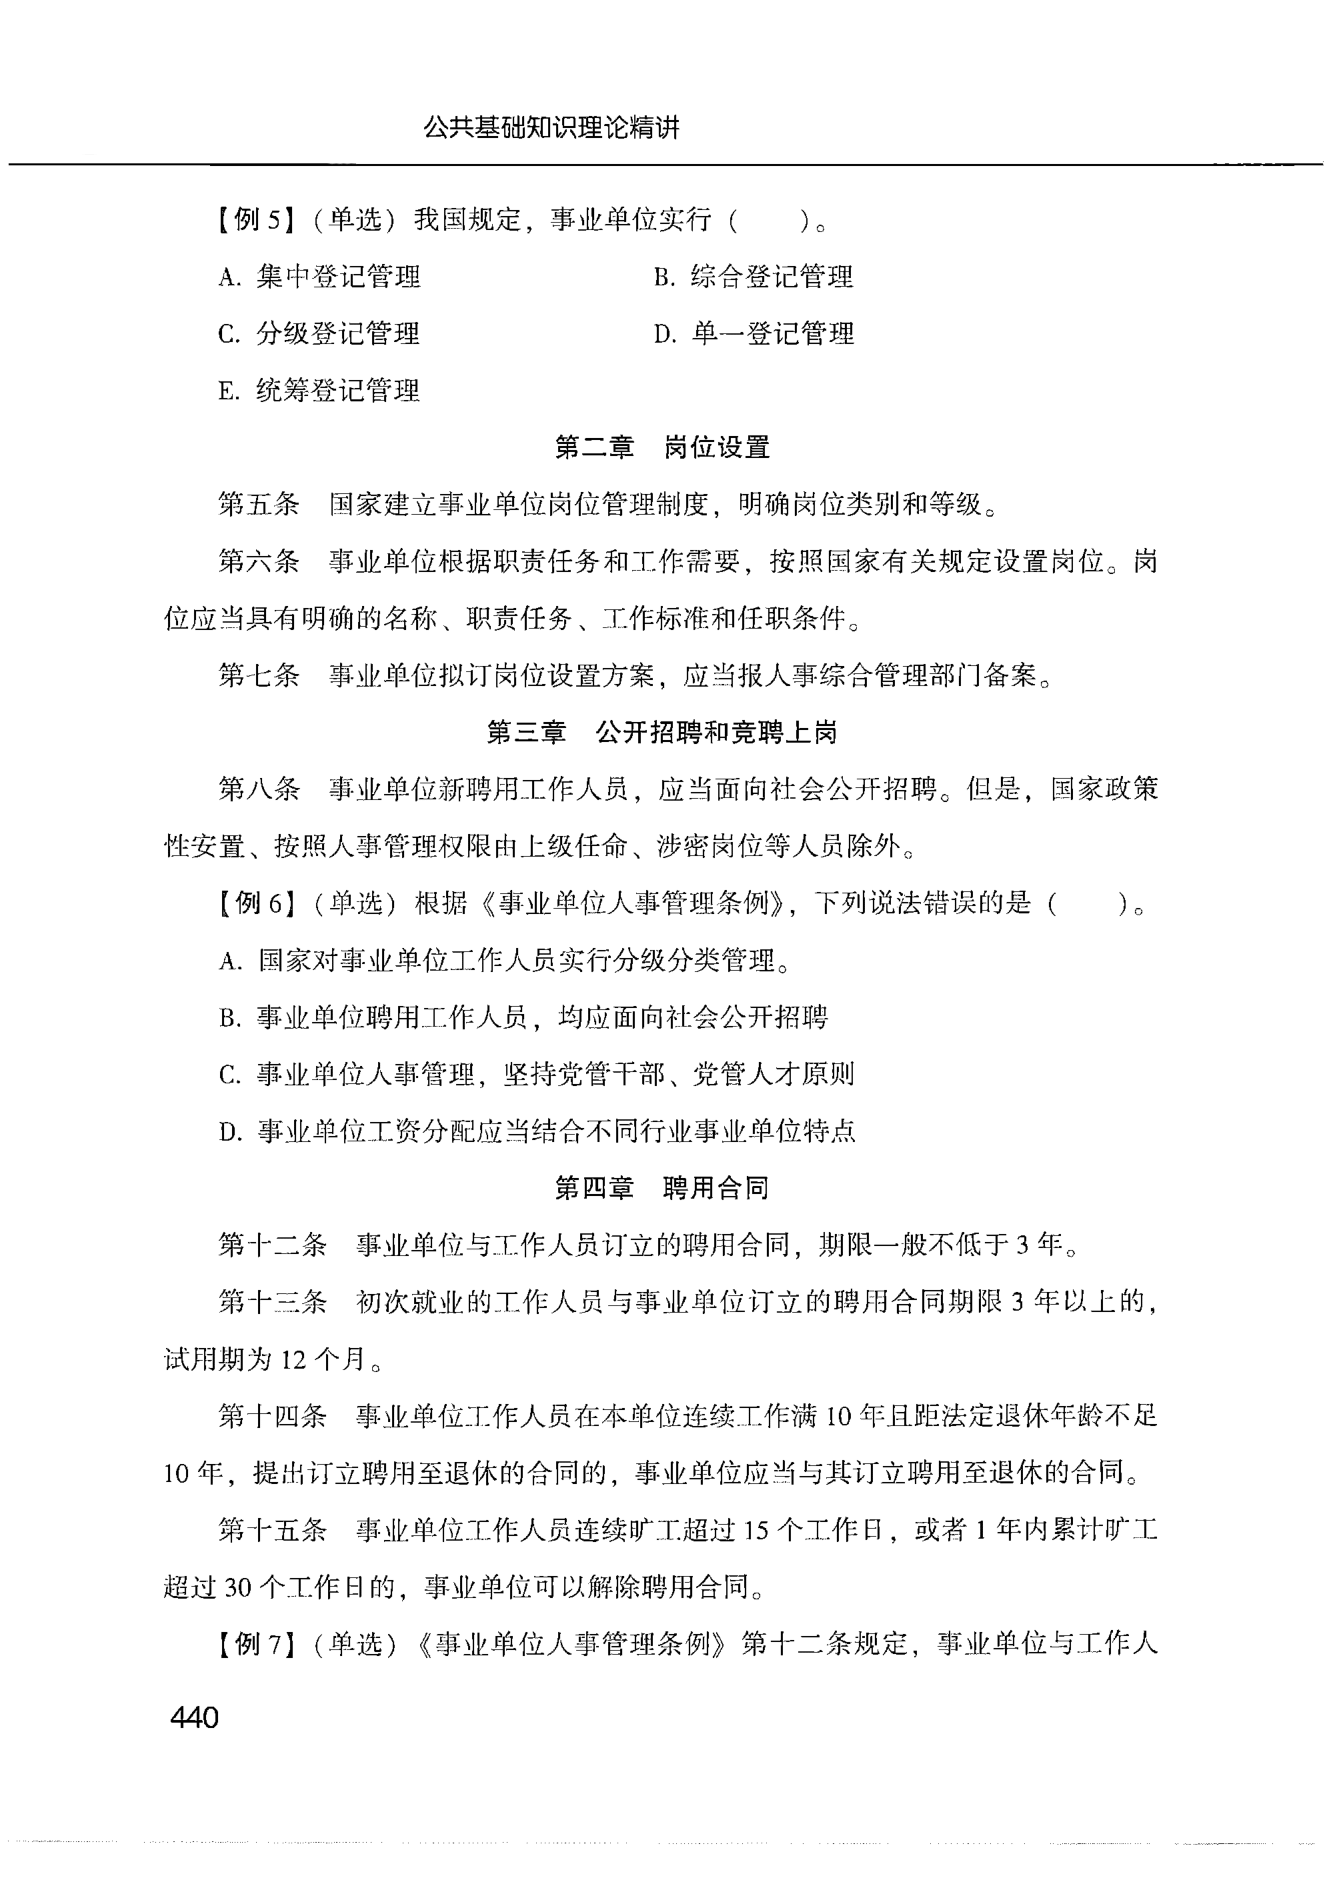 公共基础知识理论精讲
【例5】（单选）我国规定，事业单位实行（　　）。
A. 集中登记管理　　B. 综合登记管理
C. 分级登记管理　　D. 单一登记管理
E. 统筹登记管理
第二章　岗位设置
第五条　国家建立事业单位岗位管理制度，明确岗位类别和等级。
第六条　事业单位根据职责任务和工作需要，按照国家有关规定设置岗位。岗
位应当具有明确的名称、职责任务、工作标准和任职条件。
第七条　事业单位拟订岗位设置方案，应当报人事综合管理部门备案。
第三章　公开招聘和竞聘上岗
第八条　事业单位新聘用工作人员，应当面向社会公开招聘。但是，国家政策
性安置、按照人事管理权限由上级任命、涉密岗位等人员除外。
【例6】（单选）根据《事业单位人事管理条例》，下列说法错误的是（　　）。
A. 国家对事业单位工作人员实行分级分类管理。
B. 事业单位聘用工作人员，均应面向社会公开招聘
C. 事业单位人事管理，坚持党管干部、党管人才原则
D. 事业单位工资分配应当结合不同行业事业单位特点
第四章　聘用合同
第十二条　事业单位与工作人员订立的聘用合同，期限一般不低于3年。
第十三条　初次就业的工作人员与事业单位订立的聘用合同期限3年以上的，
试用期为12个月。
第十四条　事业单位工作人员在本单位连续工作满10年且距法定退休年龄不足
10年，提出订立聘用至退休的合同的，事业单位应当与其订立聘用至退休的合同。
第十五条　事业单位工作人员连续旷工超过15个工作日，或者1年内累计旷工
超过30个工作日的，事业单位可以解除聘用合同。
【例7】（单选）《事业单位人事管理条例》第十二条规定，事业单位与工作人
440